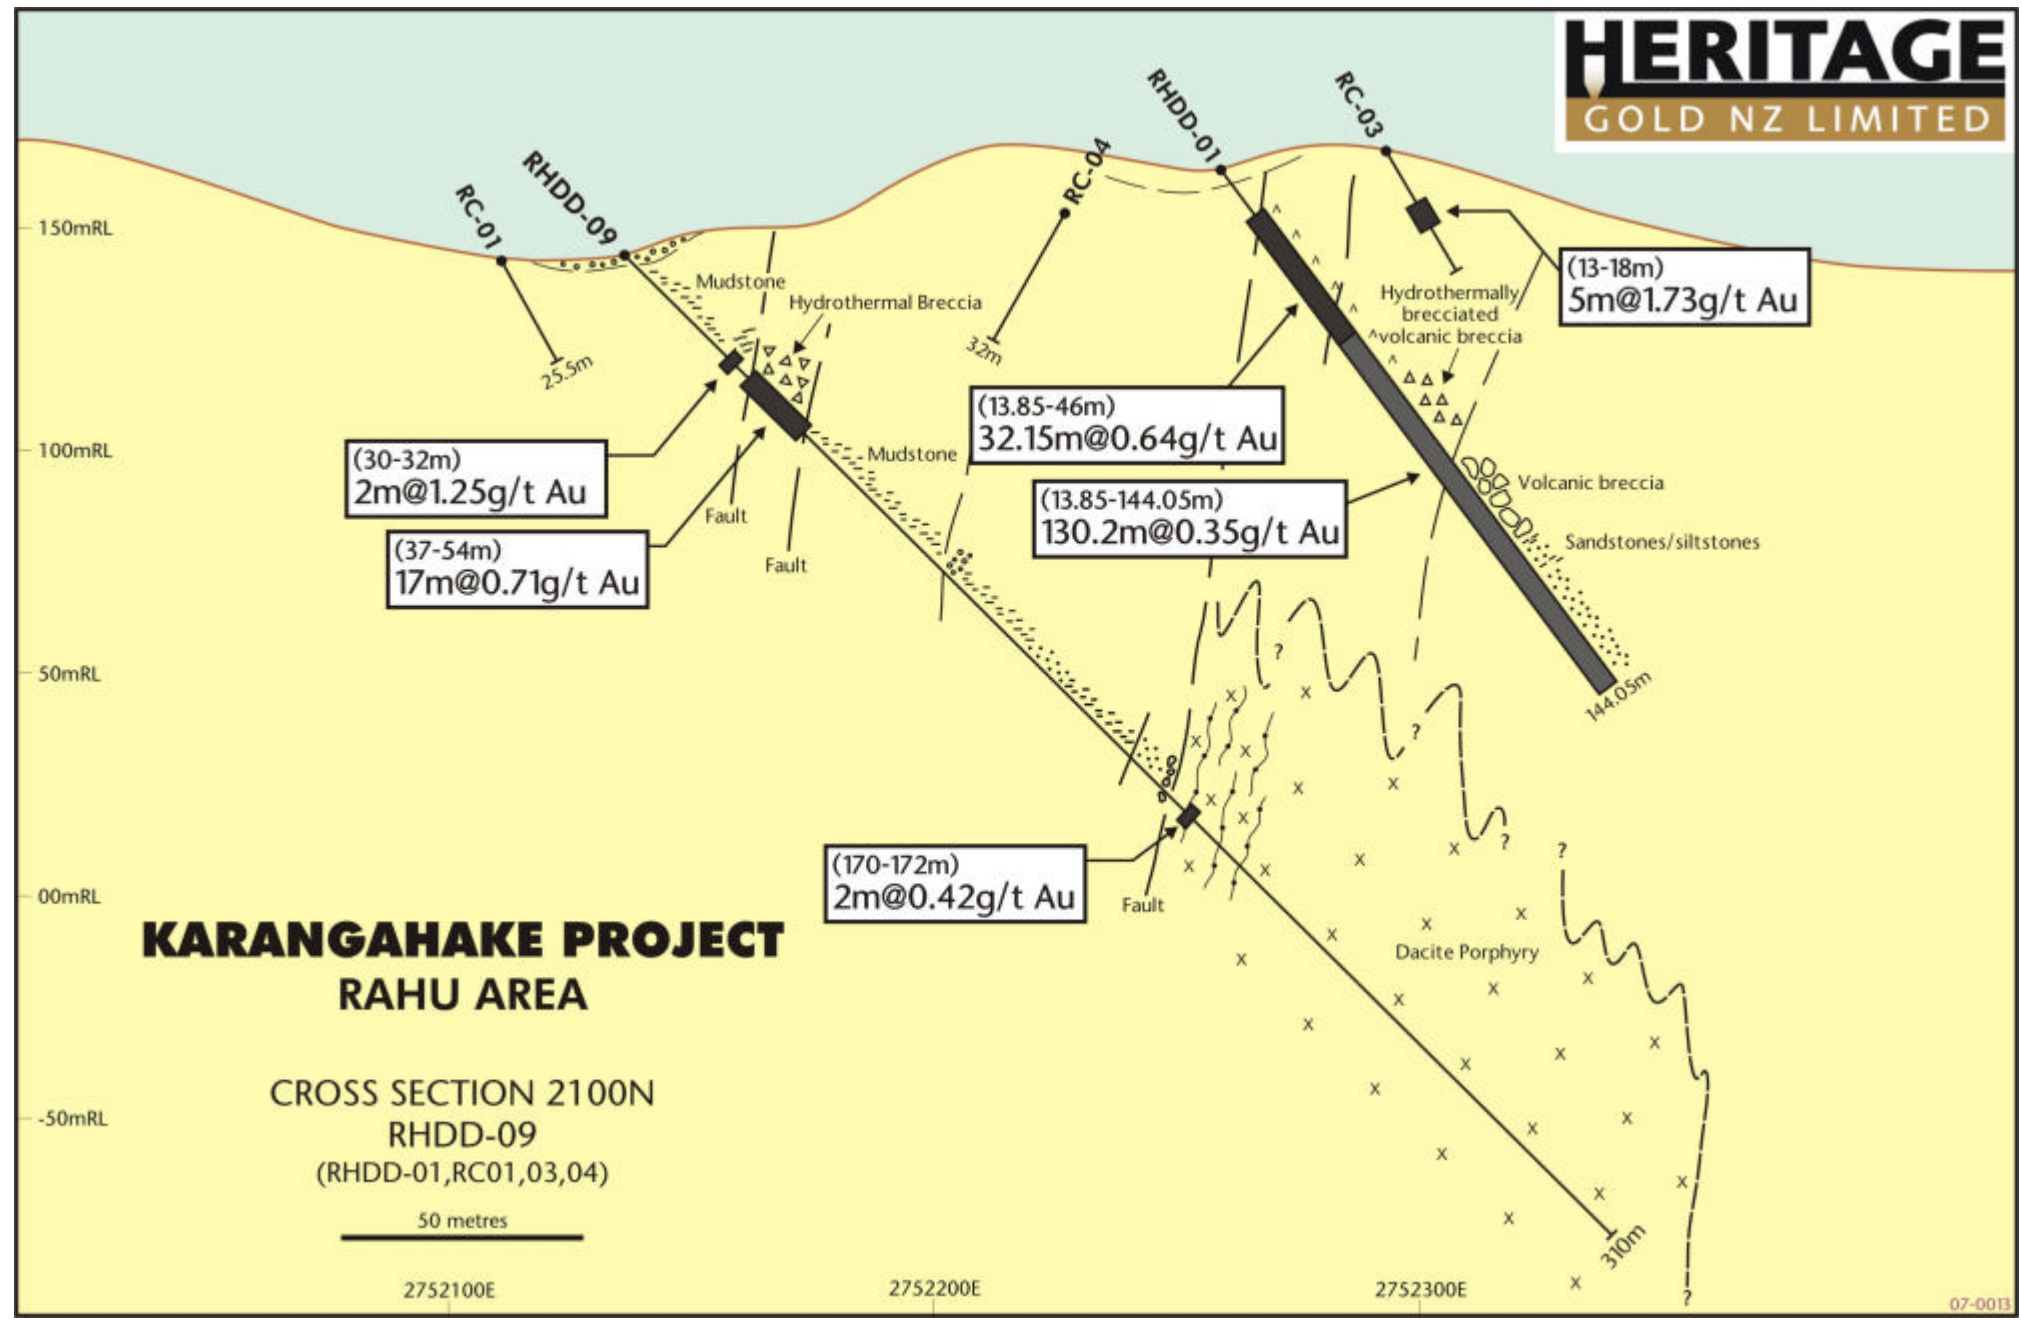 HERITAGE
GOLD NZ LIMITED
RC-01
RHDD-09
RC-04
RHDD-01
RC-03
150mRL
100mRL
50mRL
00mRL
-50mRL
Mudstone
Hydrothermal Breccia
25.5m
32m
(13-18m)
5m@1.73g/t Au
Hydrothermally
brecciated
volcanic breccia
(13.85-46m)
32.15m@0.64g/t Au
(30-32m)
2m@1.25g/t Au
Mudstone
(13.85-144.05m)
130.2m@0.35g/t Au
Volcanic breccia
Fault
Sandstones/siltstones
(37-54m)
17m@0.71g/t Au
Fault
?
144.05m
?
?
?
(170-172m)
2m@0.42g/t Au
Fault
Dacite Porphyry
KARANGAHAKE PROJECT
RAHU AREA
CROSS SECTION 2100N
RHDD-09
(RHDD-01,RC01,03,04)
50 metres
310m
2752100E
2752200E
2752300E
?
07-0013